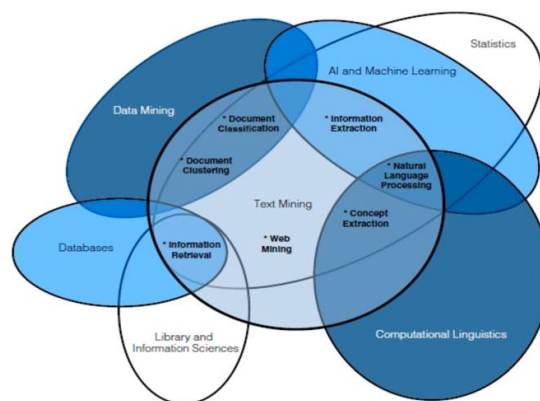 Statistics
AI and Machine Learning
Data Mining
* Document
Classification
* Information
Extraction
* Document
Clustering
* Natural
Language
Processing
Text Mining
* Concept
Extraction
Databases
* Information
Retrieval
* Web
Mining
Library and
Information Sciences
Computational Linguistics